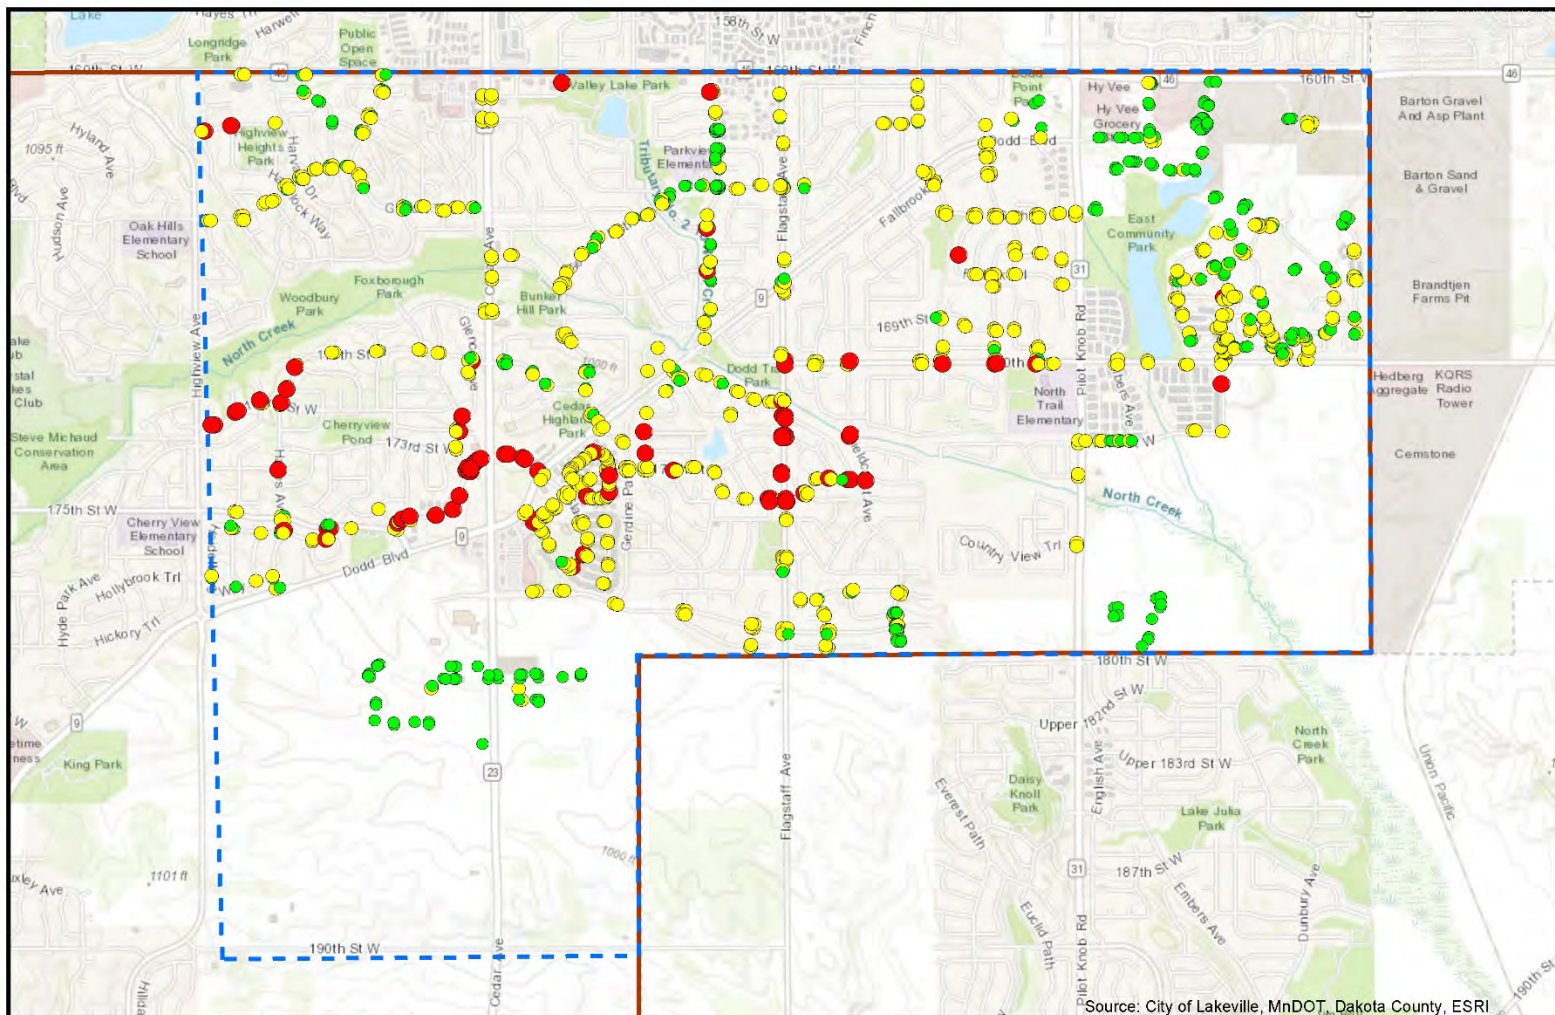 Lake
Harwell
Longridge
Park
Public
Open
Space
158th St W
Finch
160th St W
46
Valley Lake Park
Point
Hy Vee
Hy Vee
Grocery
46
160th St W
46
Barton Gravel
And Asp Plant
Hyland Ave
1095 ft
Highview
Heights
Park
Parkview
Elementary
Dodd Blvd
Barton Sand
& Gravel
Hudson Ave
Oak Hills
Elementary
School
Tributary No. 2
Flagstaff Ave
Fallbrook
East
Community
Park
Foxborough
Park
Woodbury
Park
Bunker
Hill Park
9
31
Brandtjen
Farms Pit
North Creek
Highview Ave
169th St
Pilot Knob Rd
1000 ft
Dodd Trail
Park
North
Trail
Elementary
Hedberg
Aggregate
KQRS
Radio
Tower
Club
Cherryview
Pond
173rd St W
Cedar
Highland
Park
Steve Michaud
Conservation
Area
Cemstone
175th St W
Cherry View
Elementary
School
North Creek
9
Dodd Blvd
Country View Trl
Hyde Park Ave
Hollybrook Trl
Hickory Trl
180th St W
Upper 182nd St W
9
King Park
23
Flagstaff Ave
Daisy
Knoll
Park
English Ave
Upper 183rd St W
North
Creek
Park
Union Pacific
Everest Path
Lake Julia
Park
1000 ft
1101 ft
31
187th St W
Embers Ave
Dunbury Ave
Euclid Path
190th St W
Cedar Ave
Pilot Knob Rd
190th St
Source: City of Lakeville, MnDOT, Dakota County, ESRI